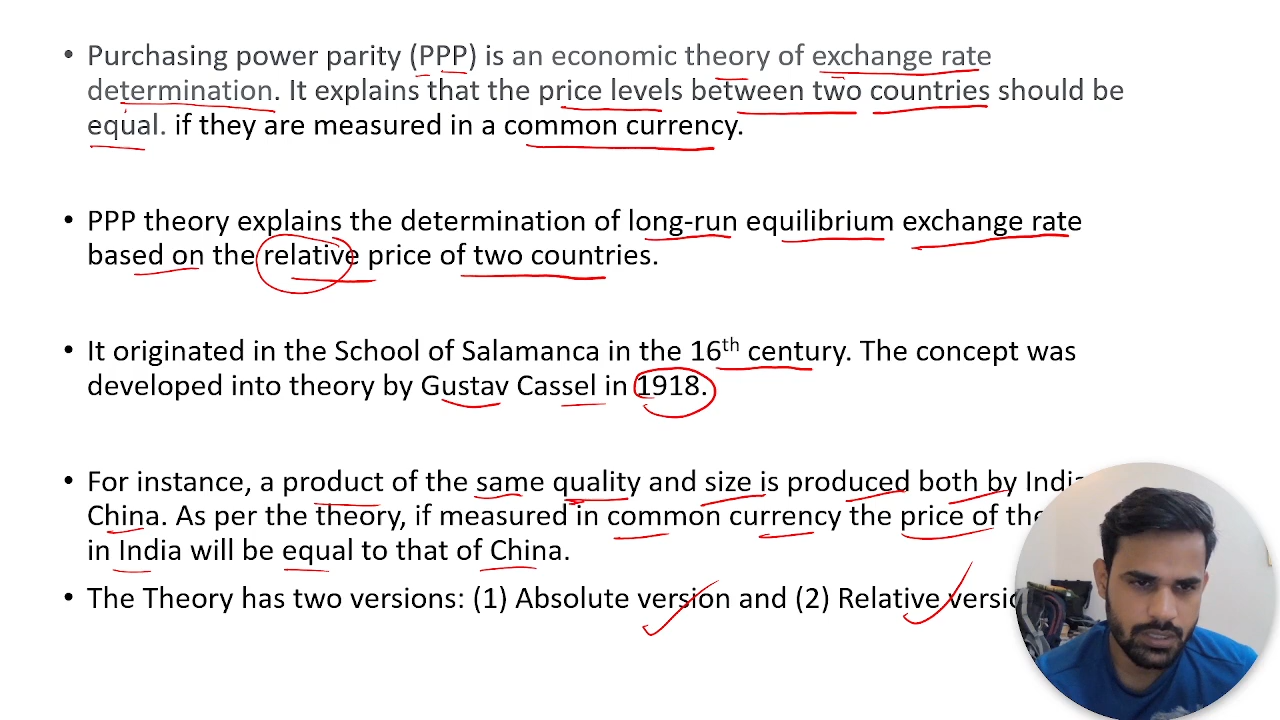 • Purchasing power parity (PPP) is an economic theory of exchange rate
determination. It explains that the price levels between two countries should be
equal. if they are measured in a common currency.
• PPP theory explains the determination of long-run equilibrium exchange rate
based on the relative price of two countries.
• It originated in the School of Salamanca in the 16th century. The concept was
developed into theory by Gustav Cassel in 1918.
• For instance, a product of the same quality and size is produced both by India
China. As per the theory, if measured in common currency the price of
in India will be equal to that of China.
• The Theory has two versions: (1) Absolute version and (2) Relative